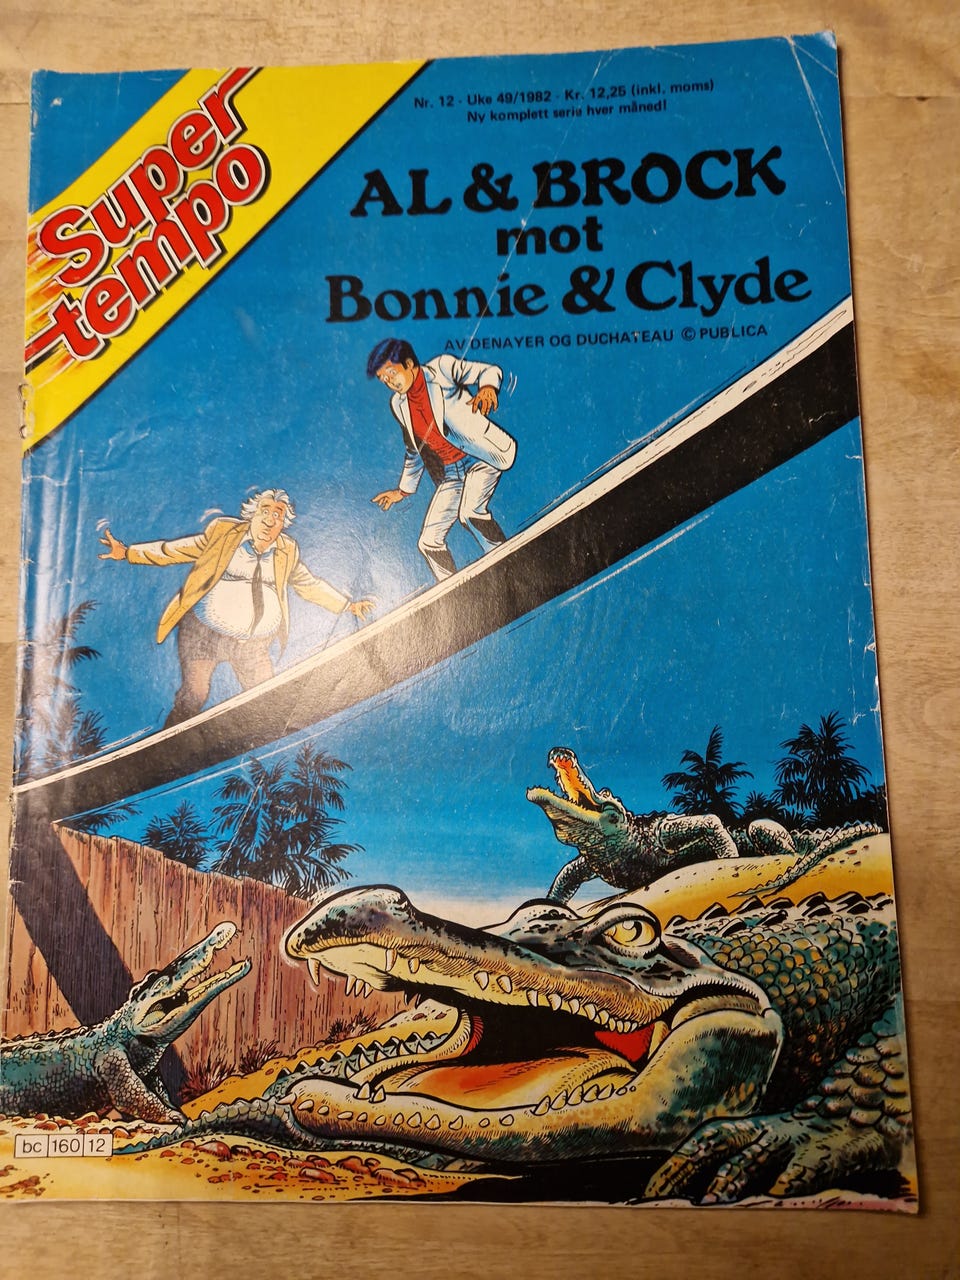 Super
tempo
Nr. 12 - Uke 49/1982 - Kr. 12,25 (inkl. moms)
Ny komplett serie hver måned!
AL & BROCK
mot
Bonnie & Clyde
AV DENAYER OG DUCHATEAU © PUBLICA
bc 160 12